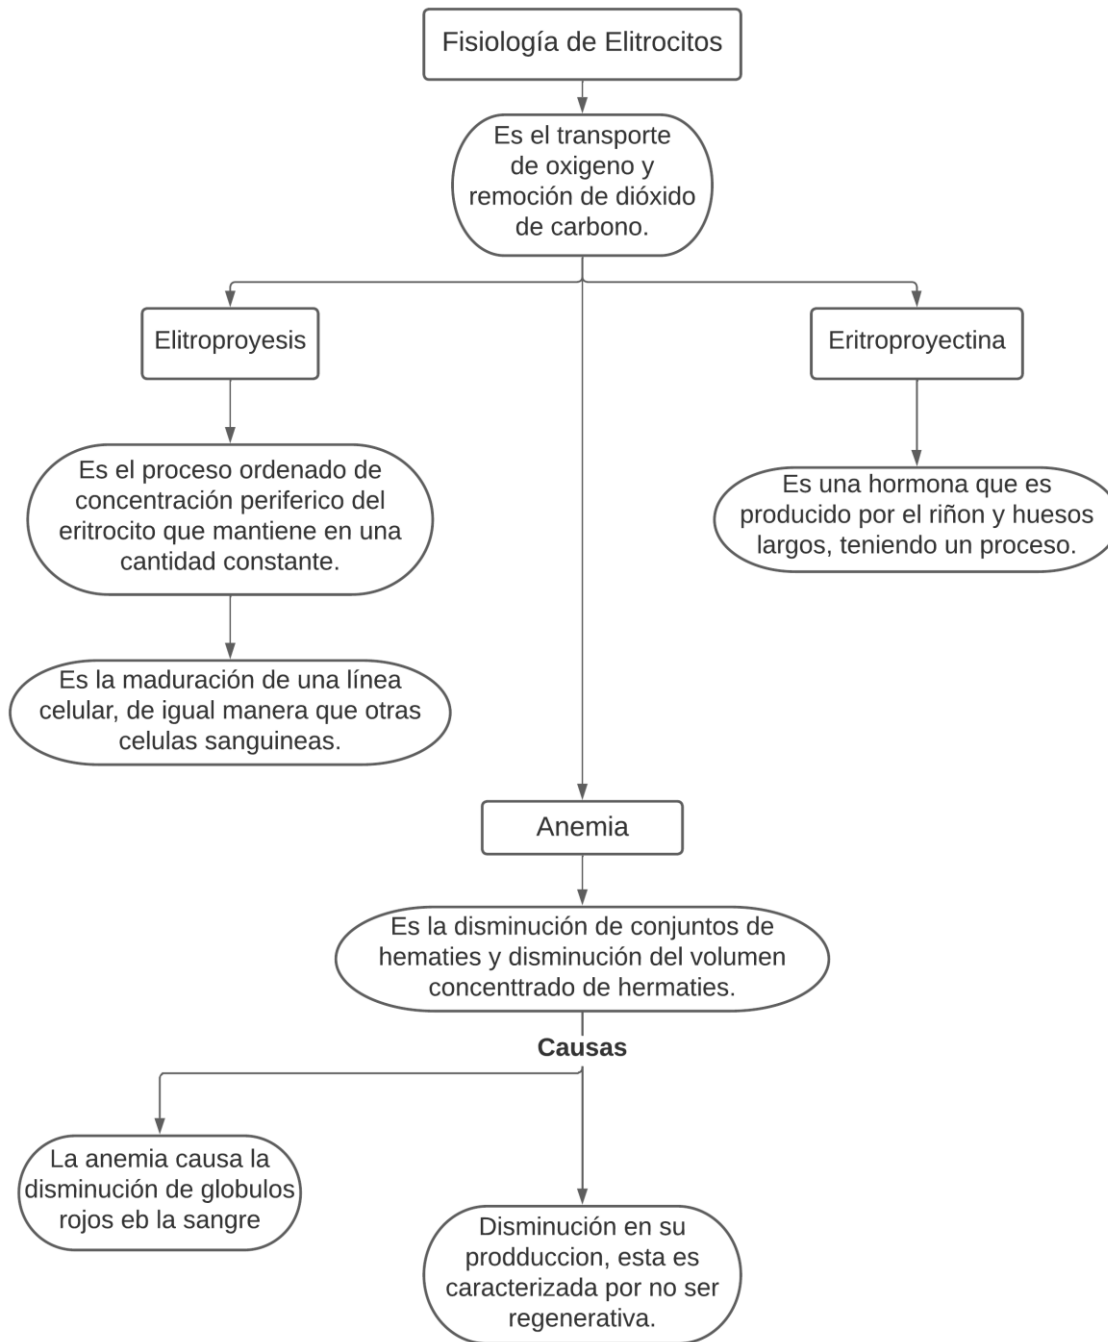 Fisiología de Elitrocitos
Es el transporte
de oxigeno y
remoción de dióxido
de carbono.
Elitroproyesis
Eritroproyectina
Es el proceso ordenado de
concentración periferico del
eritrocito que mantiene en una
cantidad constante.
Es una hormona que es
producido por el riñon y huesos
largos, teniendo un proceso.
Es la maduración de una línea
celular, de igual manera que otras
celulas sanguineas.
Anemia
Es la disminución de conjuntos de
hematies y disminución del volumen
concenttrado de hermaties.
Causas
La anemia causa la
disminución de globulos
rojos eb la sangre
Disminución en su
prodduccion, esta es
caracterizada por no ser
regenerativa.